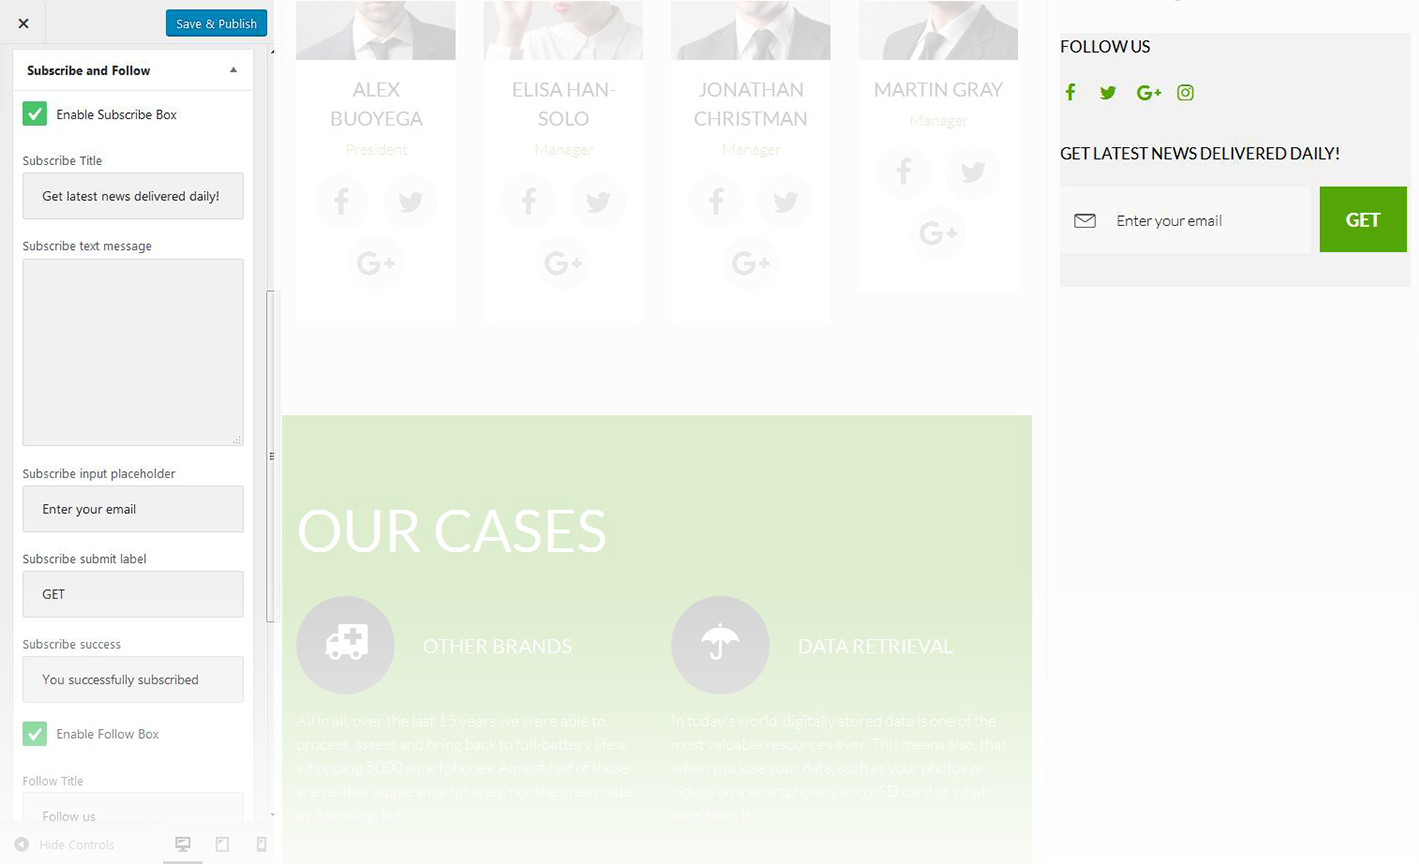 Save & Publish
Subscribe and Follow
Enable Subscribe Box
Subscribe Title
Get latest news delivered daily!
Subscribe text message
Subscribe input placeholder
Enter your email
Subscribe submit label
GET
Subscribe success
You successfully subscribed
Enable Follow Box
Follow Title
Follow us
Hide Controls
ALEX
BUOYEGA
President
ELISA HAN-
SOLO
Manager
JONATHAN
CHRISTMAN
Manager
MARTIN GRAY
Manager
OUR CASES
OTHER BRANDS
All in all, over the last 15 years we were able to
process, assess and bring back to full-battery life a
whopping 5000 smartphones. Almost half of those
are neither Apple smartphones, nor the ones made
by Samsung, but.
DATA RETRIEVAL
In today's world, digitally stored data is one of the
most valuable resources ever. This means also, that
when you lose your data, such as your photos or
videos on a smartphone's microSD card or what-
ever, then it.
FOLLOW US
GET LATEST NEWS DELIVERED DAILY!
Enter your email
GET